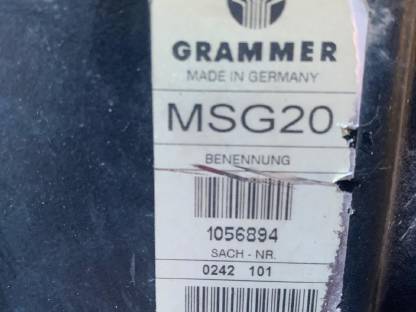 GRAMMER
MADE IN GERMANY
MSG20
BENENNUNG
1056894
SACH - NR.
0242 101